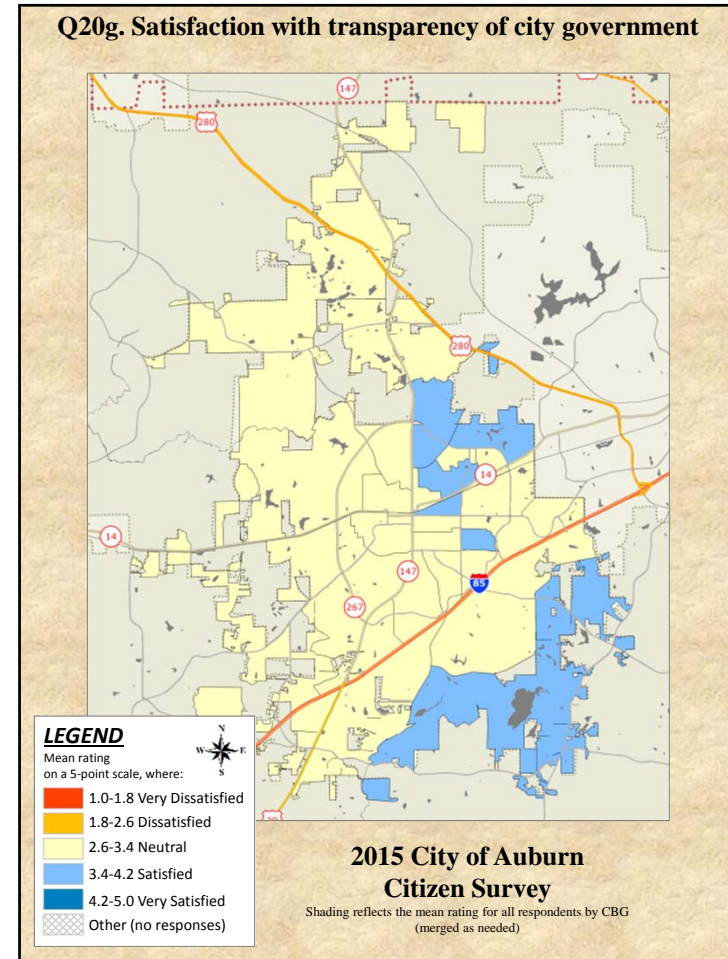 Q20g. Satisfaction with transparency of city government
147
280
280
14
14
147
85
267
LEGEND
Mean rating
on a 5-point scale, where:
N
W E
S
1.0-1.8 Very Dissatisfied
1.8-2.6 Dissatisfied
2.6-3.4 Neutral
3.4-4.2 Satisfied
4.2-5.0 Very Satisfied
Other (no responses)
2015 City of Auburn
Citizen Survey
Shading reflects the mean rating for all respondents by CBG
(merged as needed)